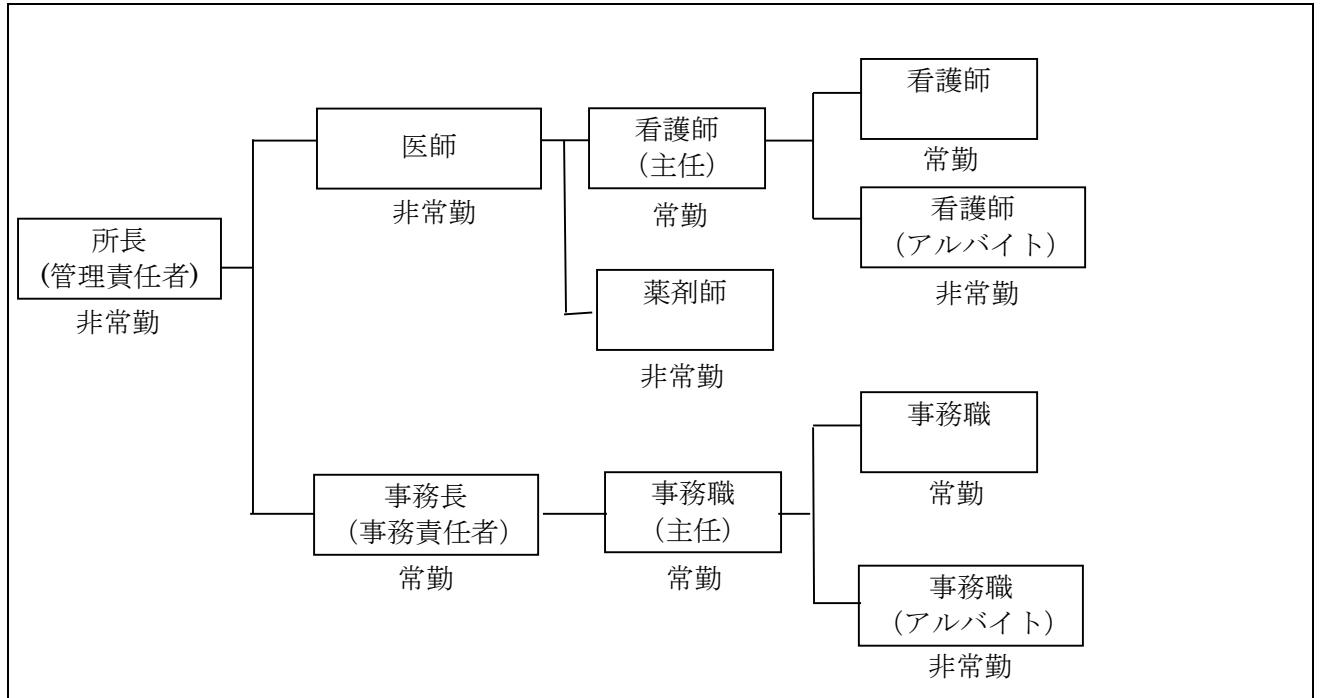 所長
(管理責任者)
非常勤
医師
非常勤
看護師
（主任）
常勤
看護師
常勤
看護師
（アルバイト）
非常勤
薬剤師
非常勤
事務長
（事務責任者）
常勤
事務職
（主任）
常勤
事務職
常勤
事務職
（アルバイト）
非常勤